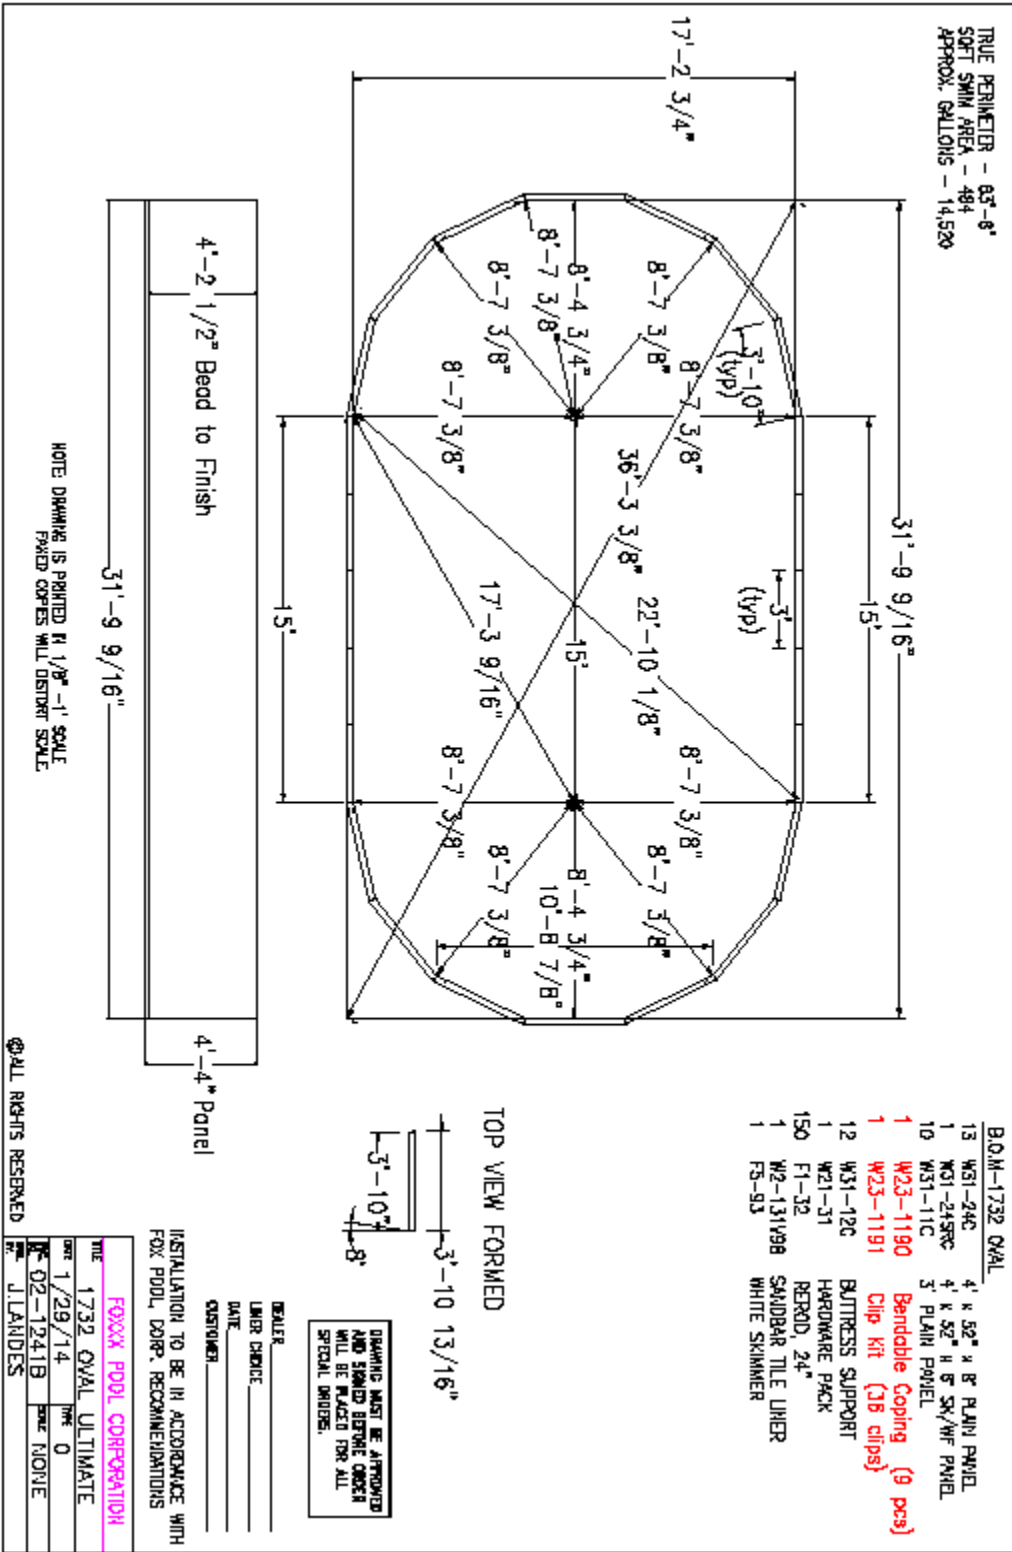 TRUE PERIMETER - 83'-8"
SQFT SWIM AREA - 484
APPROX. GALLONS - 14,520
31'-9 9/16"
15'
17'-2 3/4"
3'
(typ)
3'-10"
(typ)
8'-7 3/8"
8'-7 3/8"
8'-4 3/4"
8'-7 3/8"
8'-7 3/8"
8'-7 3/8"
36'-3 3/8"
22'-10 1/8"
15'
17'-3 9/16"
8'-7 3/8"
8'-7 3/8"
8'-4 3/4"
10'-8 7/8"
8'-7 3/8"
8'-7 3/8"
15'
4'-2 1/2" Bead to Finish
4'-4" Panel
31'-9 9/16"
NOTE: DRAWING IS PRINTED IN 1/8" -1' SCALE
FAXED COPIES WILL DISTORT SCALE.
B.O.M-1732 OVAL
13 W31-24C 4' x 52" x 8' PLAIN PANEL
1 W31-24SRC 4' x 52" x 8' SK/WF PANEL
10 W31-11C 3' PLAIN PANEL
1 W23-1190 Bendable Coping (9 pcs)
1 W23-1191 Clip Kit (38 clips)
12 W31-12C BUTTRESS SUPPORT
1 W21-31 HARDWARE PACK
150 F1-32 REROD, 24"
1 W2-131V98 SANDBAR TILE LINER
1 F5-93 WHITE SKIMMER
TOP VIEW FORMED
3'-10 13/16"
3'-10"
8°
DRAWING MUST BE APPROVED
AND SIGNED BEFORE ORDER
WILL BE PLACED FOR ALL
SPECIAL ORDERS.
DEALER
LINER CHOICE
DATE
CUSTOMER
INSTALLATION TO BE IN ACCORDANCE WITH
FOX POOL CORP. RECOMMENDATIONS
FOXXX POOL CORPORATION
TITLE 1732 OVAL ULTIMATE
DATE 1/29/14 TYPE 0
02-1241B SCALE NONE
J.LANDES
©ALL RIGHTS RESERVED